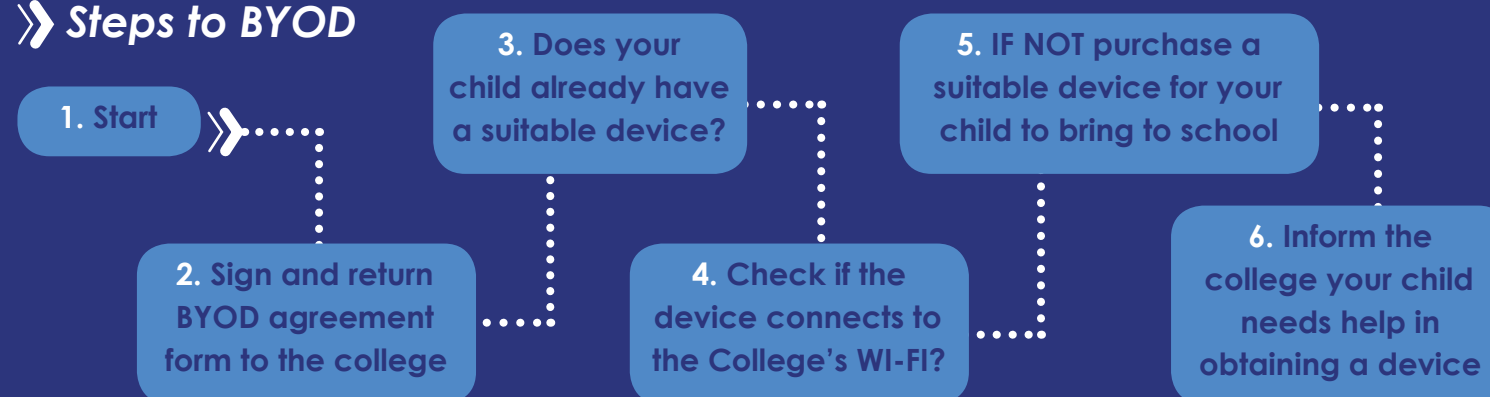 Steps to BYOD
1. Start
2. Sign and return
BYOD agreement
form to the college
3. Does your
child already have
a suitable device?
4. Check if the
device connects to
the College’s WI-FI?
5. IF NOT purchase a
suitable device for your
child to bring to school
6. Inform the
college your child
needs help in
obtaining a device